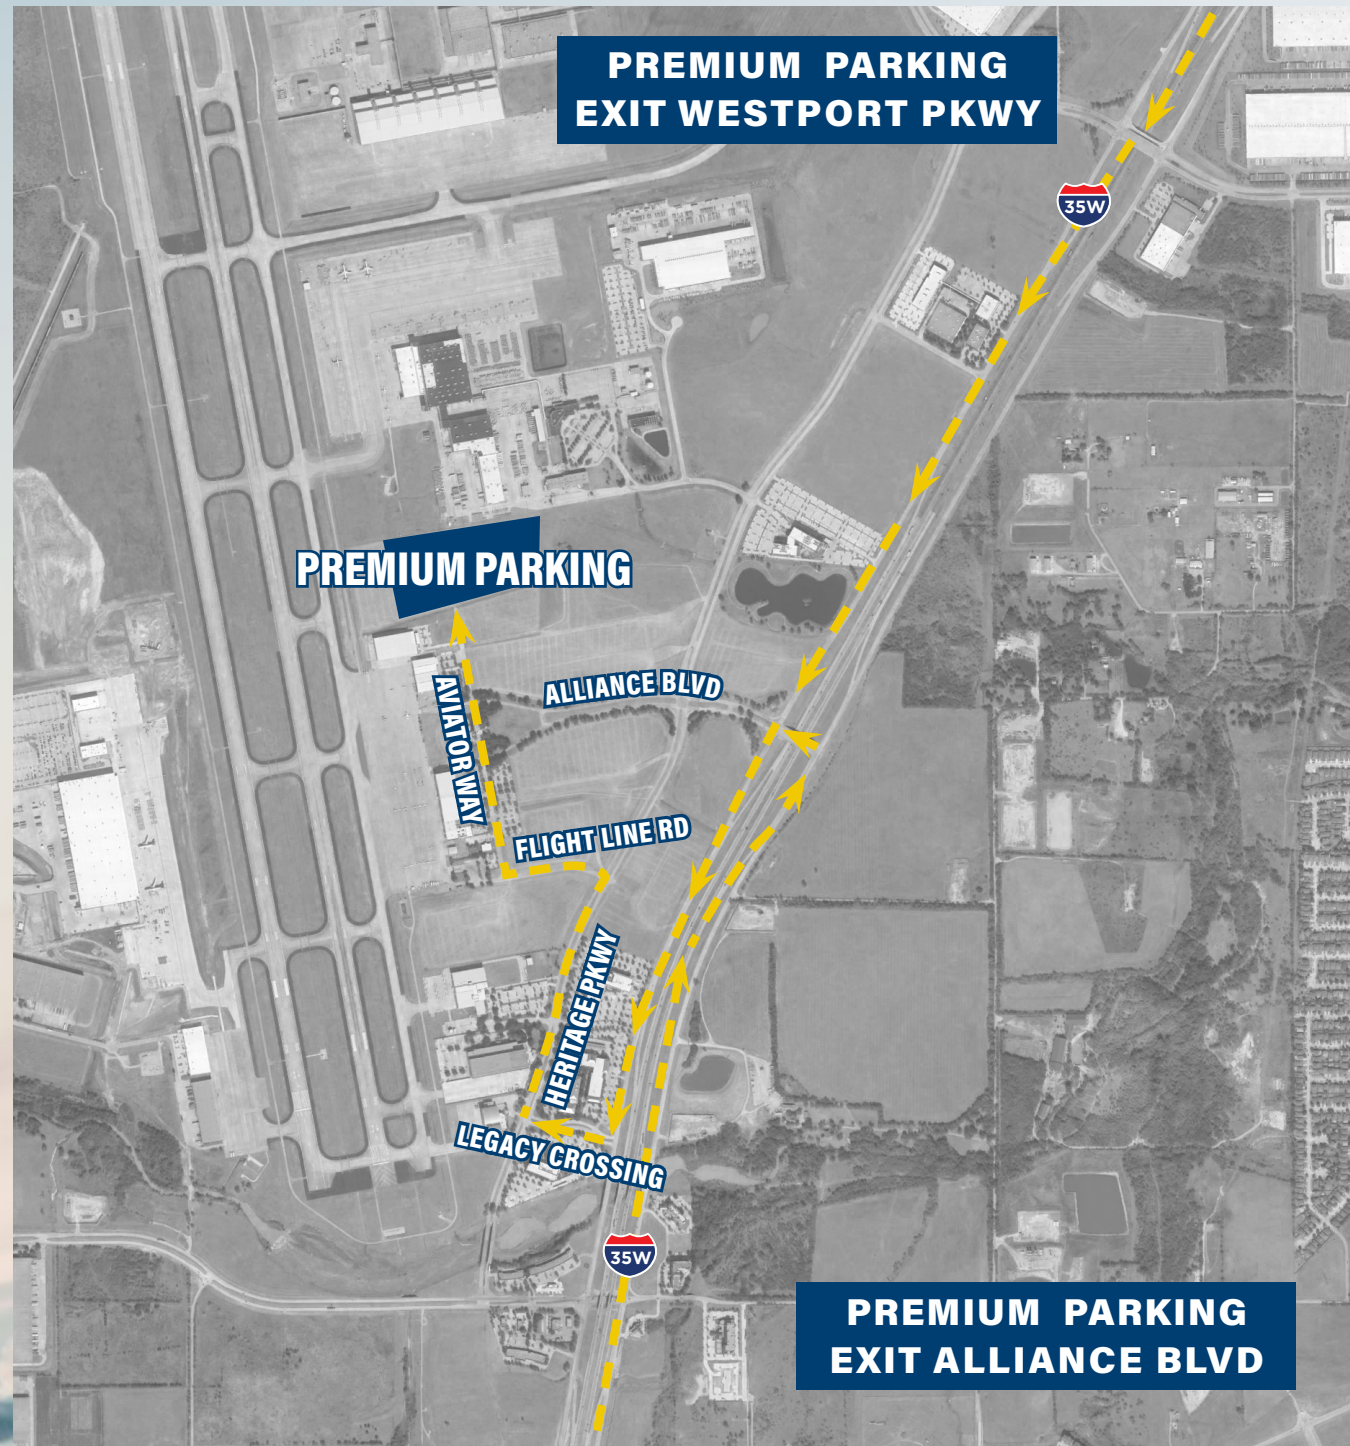 PREMIUM PARKING
EXIT WESTPORT PKWY
35W
PREMIUM PARKING
ALLIANCE BLVD
AVIATOR WAY
FLIGHT LINE RD
HERITAGE PKWY
LEGACY CROSSING
35W
PREMIUM PARKING
EXIT ALLIANCE BLVD